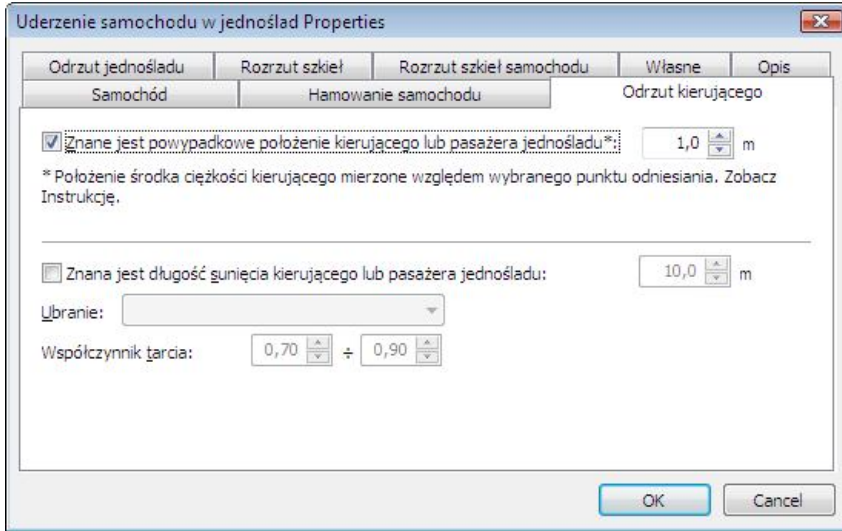 Uderzenie samochodu w jednoślad Properties
Odrzut jednośladu Rozrzut szkieł Rozrzut szkieł samochodu Własne Opis
Samochód Hamowanie samochodu Odrzut kierującego
Znane jest powypadkowe położenie kierującego lub pasażera jednośladu*: 1,0 m
* Położenie środka ciężkości kierującego mierzone względem wybranego punktu odniesiania. Zobacz
Instrukcję.
Znana jest długość sunięcia kierującego lub pasażera jednośladu: 10,0 m
Ubranie:
Współczynnik tarcia: 0,70 ÷ 0,90
OK Cancel